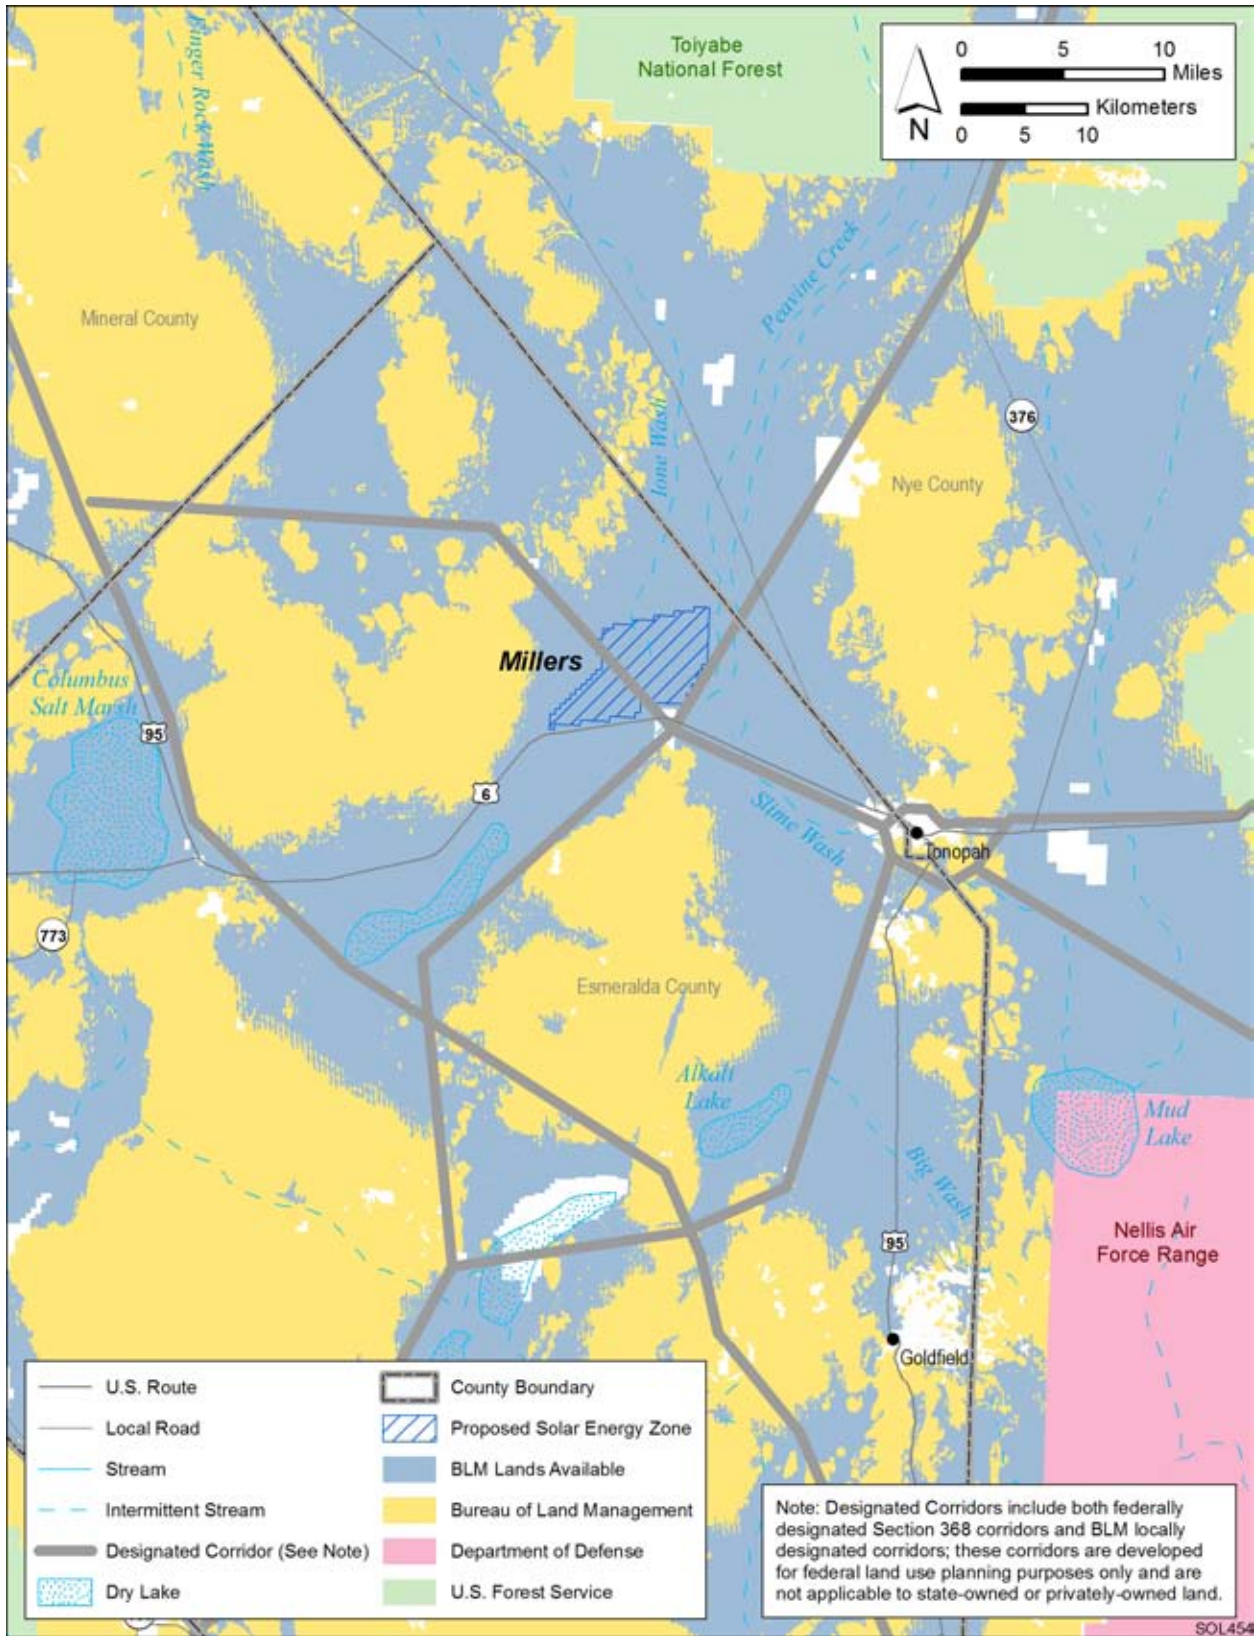 Toiyabe
National Forest
0 5 10
Miles
Kilometers
0 5 10
N
Finger Rock Wash
Peavine Creek
Mineral County
376
Ione Wash
Nye County
Millers
Columbus
Salt Marsh
95
6
Slime Wash
Tonopah
773
Esmeralda County
Alkali
Lake
Mud
Lake
Big Wash
Nellis Air
Force Range
95
Goldfield
U.S. Route
Local Road
Stream
Intermittent Stream
Designated Corridor (See Note)
Dry Lake
County Boundary
Proposed Solar Energy Zone
BLM Lands Available
Bureau of Land Management
Department of Defense
U.S. Forest Service
Note: Designated Corridors include both federally
designated Section 368 corridors and BLM locally
designated corridors; these corridors are developed
for federal land use planning purposes only and are
not applicable to state-owned or privately-owned land.
SOL454